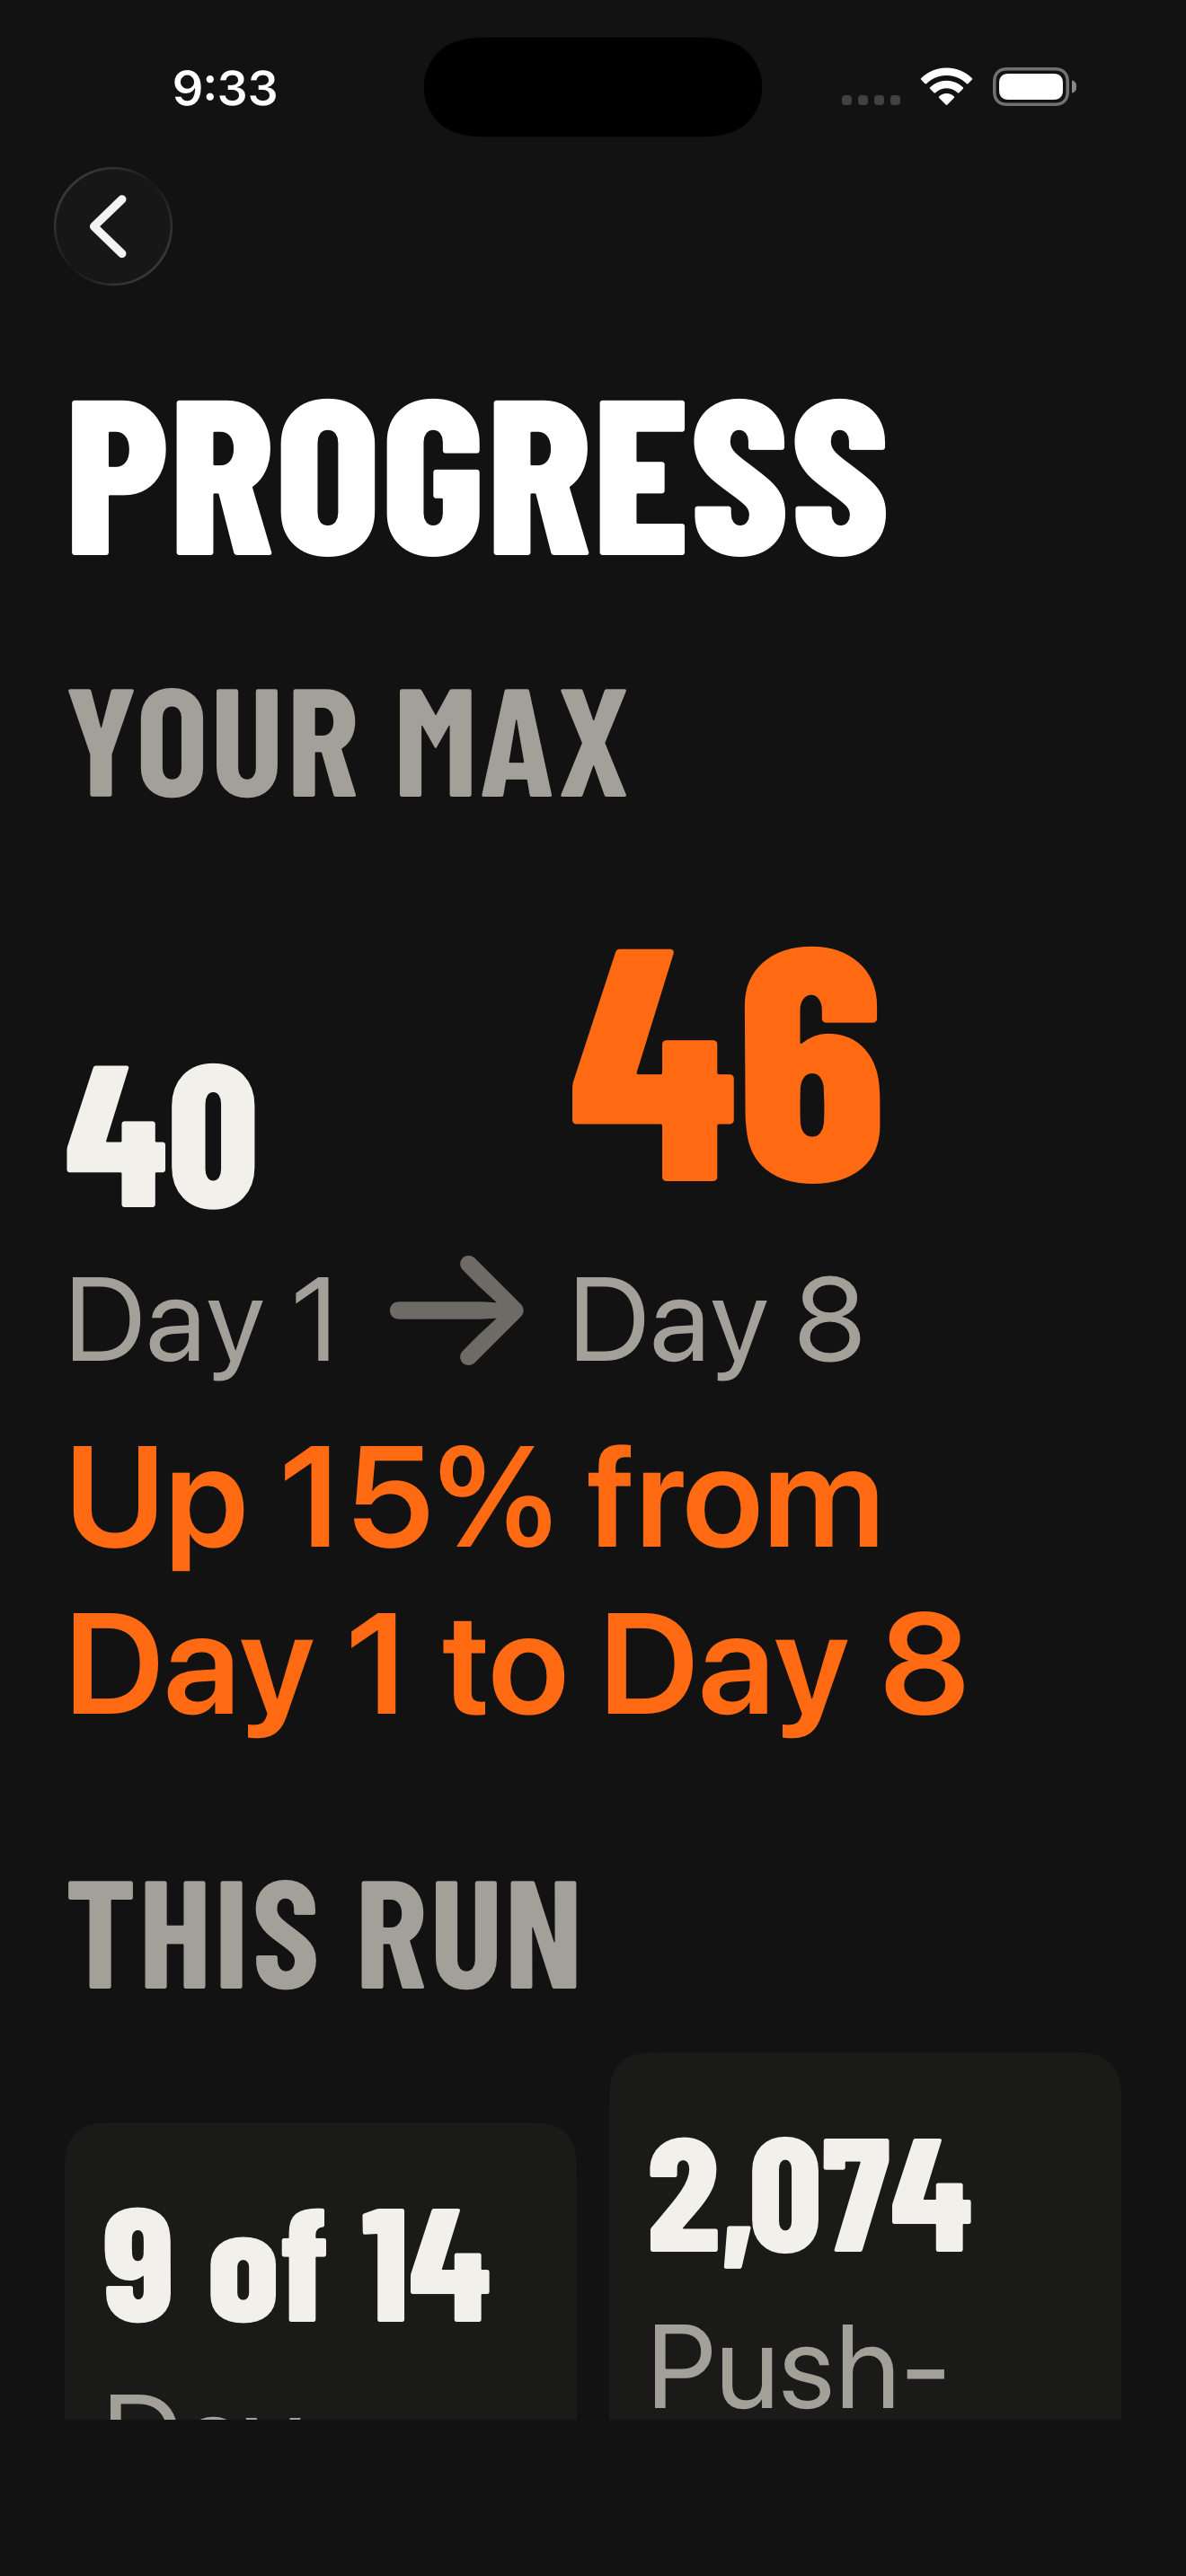 9:33
PROGRESS
YOUR MAX
40
46
Day 1 → Day 8
Up 15% from
Day 1 to Day 8
THIS RUN
9 of 14
2,074
Push-
Day